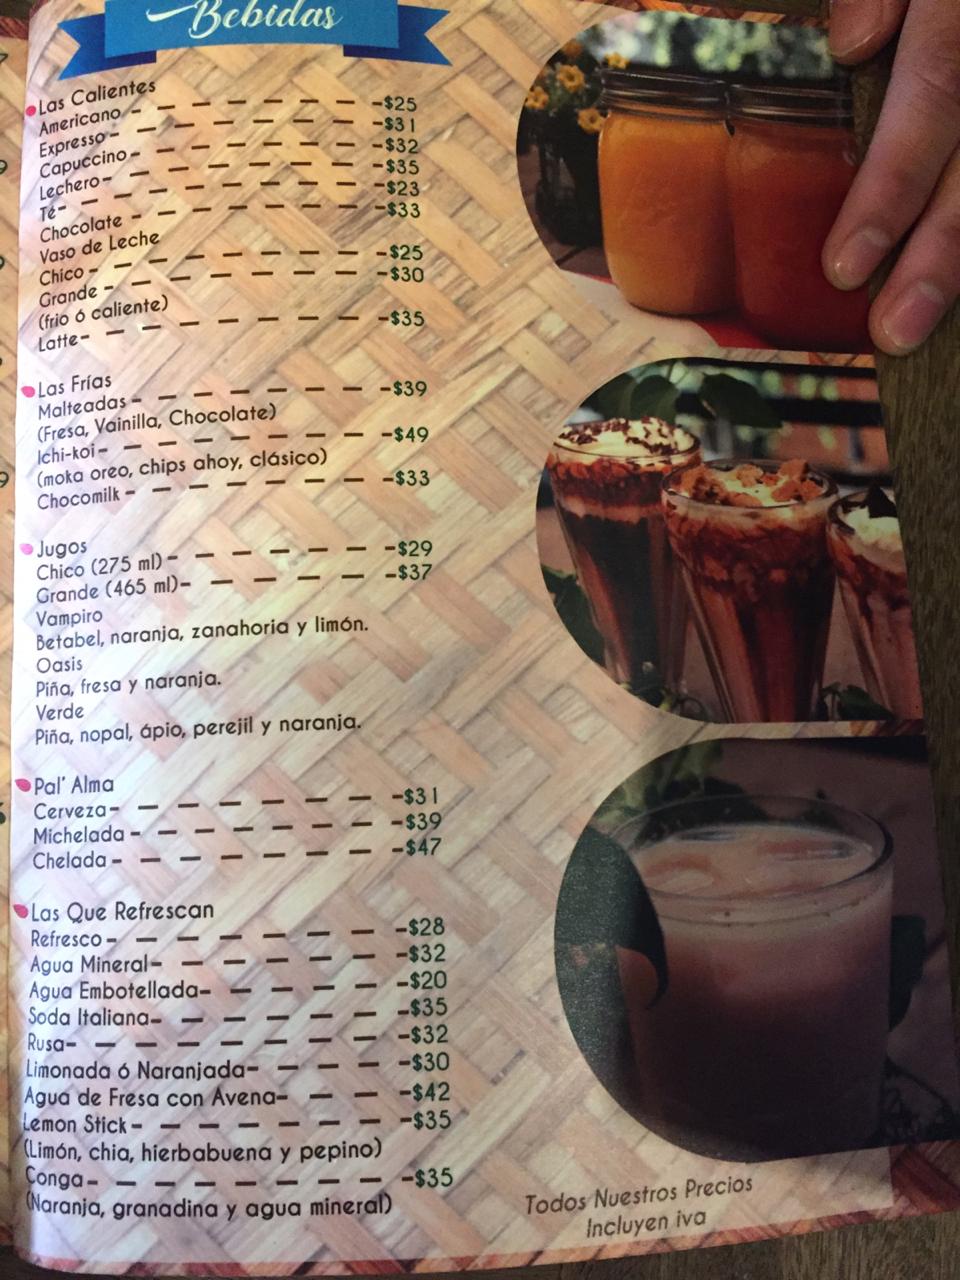 Bebidas
Las Calientes
Americano - - - - - - - -$25
Expresso - - - - - - - -$31
Capuccino - - - - - - - -$32
Lechero - - - - - - - -$35
Té - - - - - - - -$23
Chocolate - - - - - - -$33
Vaso de Leche
Chico - - - - - - - -$25
Grande - - - - - - - -$30
(frio ó caliente)
Latte - - - - - - - -$35
Las Frías
Malteadas - - - - - - -$39
(Fresa, Vainilla, Chocolate)
Ichi-koi - - - - - - - -$49
(moka oreo, chips ahoy, clásico)
Chocomilk - - - - - - -$33
Jugos
Chico (275 ml) - - - - - - -$29
Grande (465 ml) - - - - - -$37
Vampiro
Betabel, naranja, zanahoria y limón.
Oasis
Piña, fresa y naranja.
Verde
Piña, nopal, ápio, perejil y naranja.
Pal' Alma
Cerveza - - - - - - - -$31
Michelada - - - - - - -$39
Chelada - - - - - - - -$47
Las Que Refrescan
Refresco - - - - - - - -$28
Agua Mineral - - - - - - -$32
Agua Embotellada - - - - - -$20
Soda Italiana - - - - - - -$35
Rusa - - - - - - - - -$32
Limonada ó Naranjada - - - - -$30
Agua de Fresa con Avena - - - -$42
Lemon Stick - - - - - - -$35
(Limón, chia, hierbabuena y pepino)
Conga - - - - - - - - -$35
(Naranja, granadina y agua mineral)
Todos Nuestros Precios
Incluyen iva